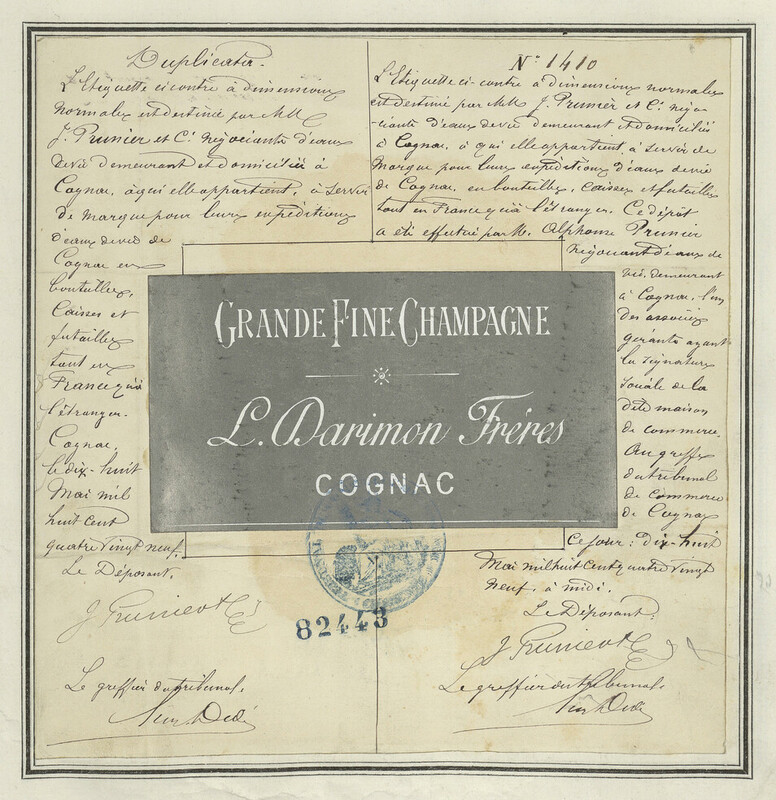 Duplicata.
L'Etiquette ci contre à dimensions
normales est destinée par MM
J. Prunier et Cie négociants d'eaux
de vie demeurant et domiciliés à
Cognac, à qui elle appartient, à servir
de marque pour leurs expéditions
d'eaux de vie de
Cognac en
bouteilles,
Caisses et
futailles
tant en
France qu'à
l'étranger.
Cognac,
le dix-huit
Mai mil
huit cent
quatre vingt neuf.
Le Déposant,
J Prunier & Cie
Le greffier du tribunal,
N° 1410
L'Etiquette ci-contre à dimensions normales
est destinée par MM J. Prunier et Cie négo-
-ciants d'eaux de vie demeurant et domiciliés
à Cognac, à qui elle appartient, à servir de
Marque pour leurs expéditions d'eaux de vie
de Cognac, en bouteilles, caisses et futailles
tant en France qu'à l'étranger. Ce dépôt
a été effectué par M. Alphonse Prunier
négociant d'eaux de
vie, demeurant
à Cognac, l'un
des associés
gérants ayant
la signature
sociale de la
dite maison
de commerce.
Au greffe
du tribunal
de Commerce
de Cognac
Ce jour : dix-huit
Mai mil huit cent quatre vingt
neuf, à midi.
Le Déposant,
J Prunier & Cie
Le greffier du tribunal,
GRANDE FINE CHAMPAGNE
L. Darimon Fréres
COGNAC
82443